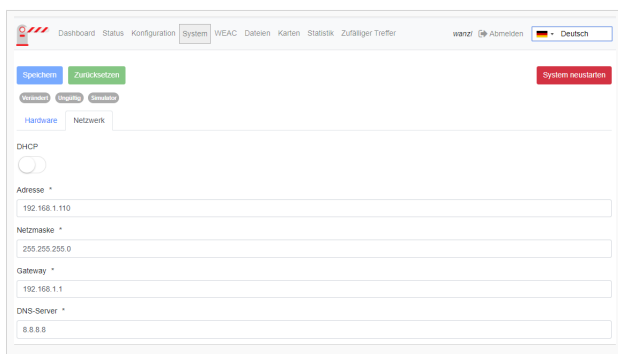 Dashboard Status Konfiguration System WEAC Dateien Karten Statistik Zufälliger Treffer wanzl Abmelden Deutsch
Speichern Zurücksetzen System neustarten
Verändert Ungültig Simulator
Hardware Netzwerk
DHCP
Adresse *
192.168.1.110
Netzmaske *
255.255.255.0
Gateway *
192.168.1.1
DNS-Server *
8.8.8.8